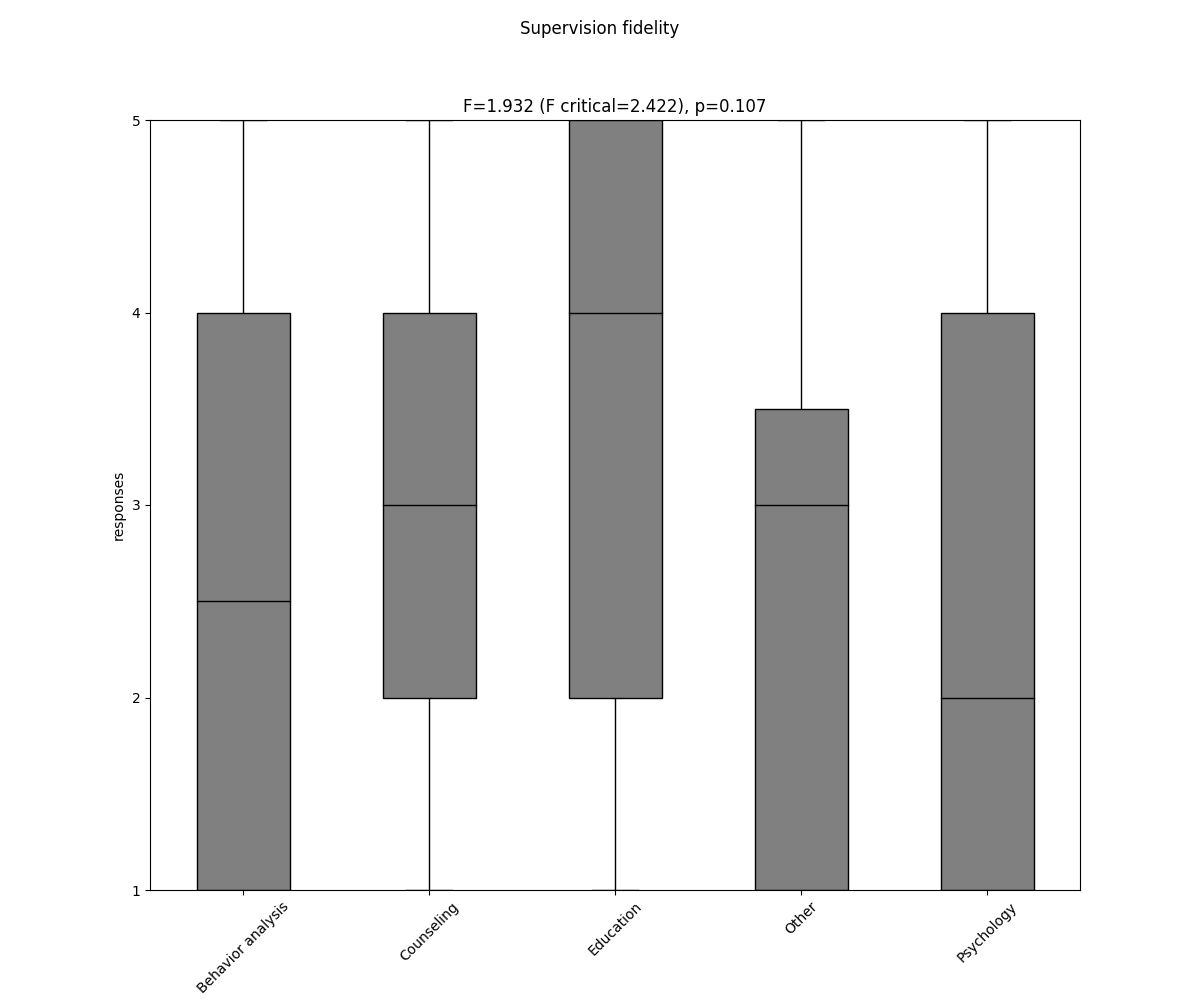 Supervision fidelity
F=1.932 (F critical=2.422), p=0.107
5
4
3
2
1
responses
Behavior analysis
Counseling
Education
Other
Psychology